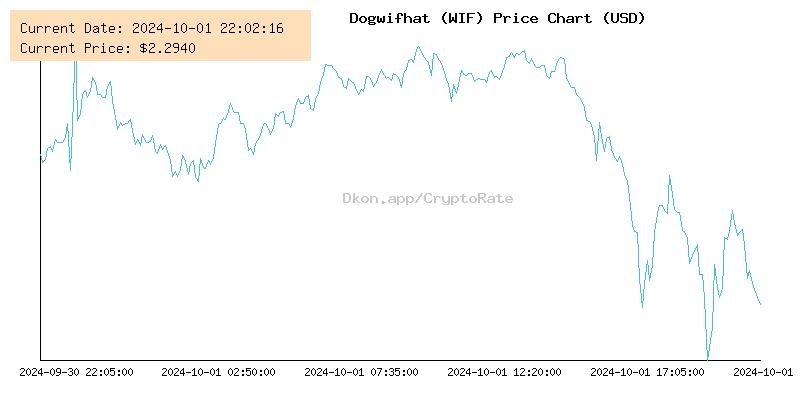 Dogwifhat (WIF) Price Chart (USD)
Current Date: 2024-10-01 22:02:16
Current Price: $2.2940
Dkon.app/CryptoRate
2024-09-30 22:05:00 2024-10-01 02:50:00 2024-10-01 07:35:00 2024-10-01 12:20:00 2024-10-01 17:05:00 2024-10-01